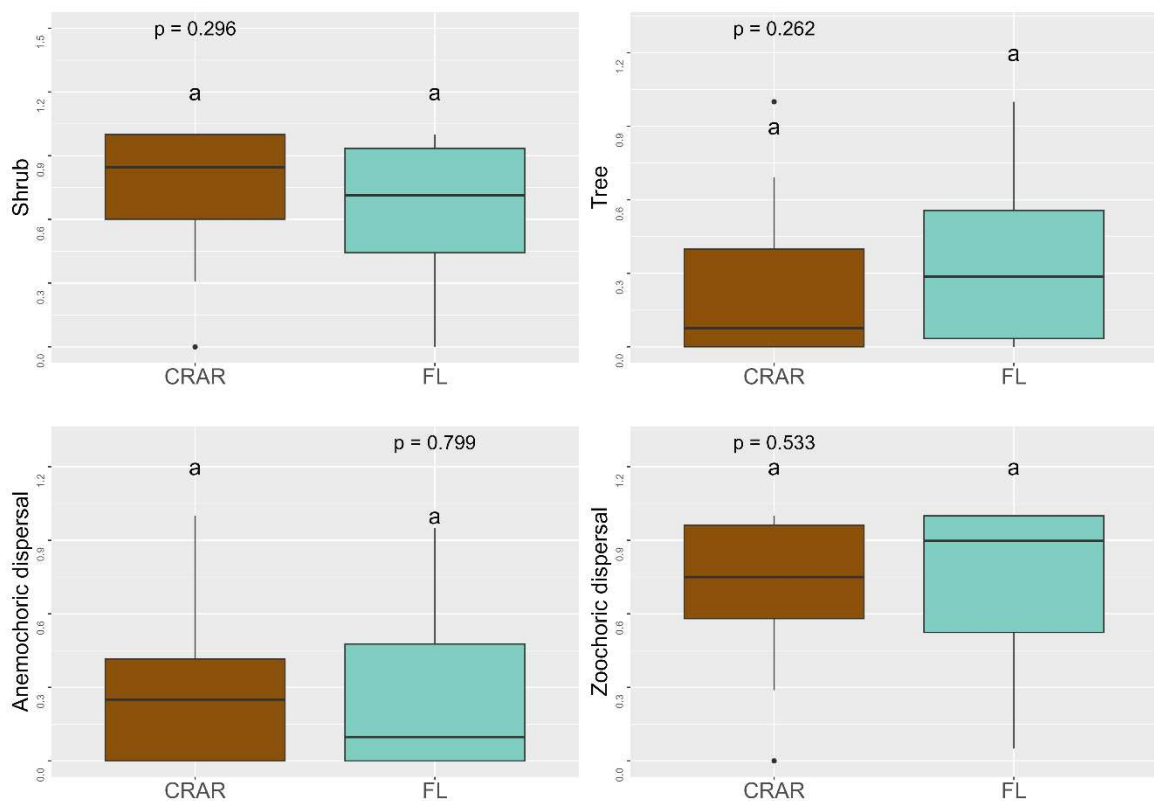 p = 0.296
a
a
Shrub
0.0 0.3 0.6 0.9 1.2 1.5
CRAR FL
p = 0.262
a
a
Tree
0.0 0.3 0.6 0.9 1.2
CRAR FL
p = 0.799
a
a
Anemochoric dispersal
0.0 0.3 0.6 0.9 1.2
CRAR FL
p = 0.533
a
a
Zoochoric dispersal
0.0 0.3 0.6 0.9 1.2
CRAR FL